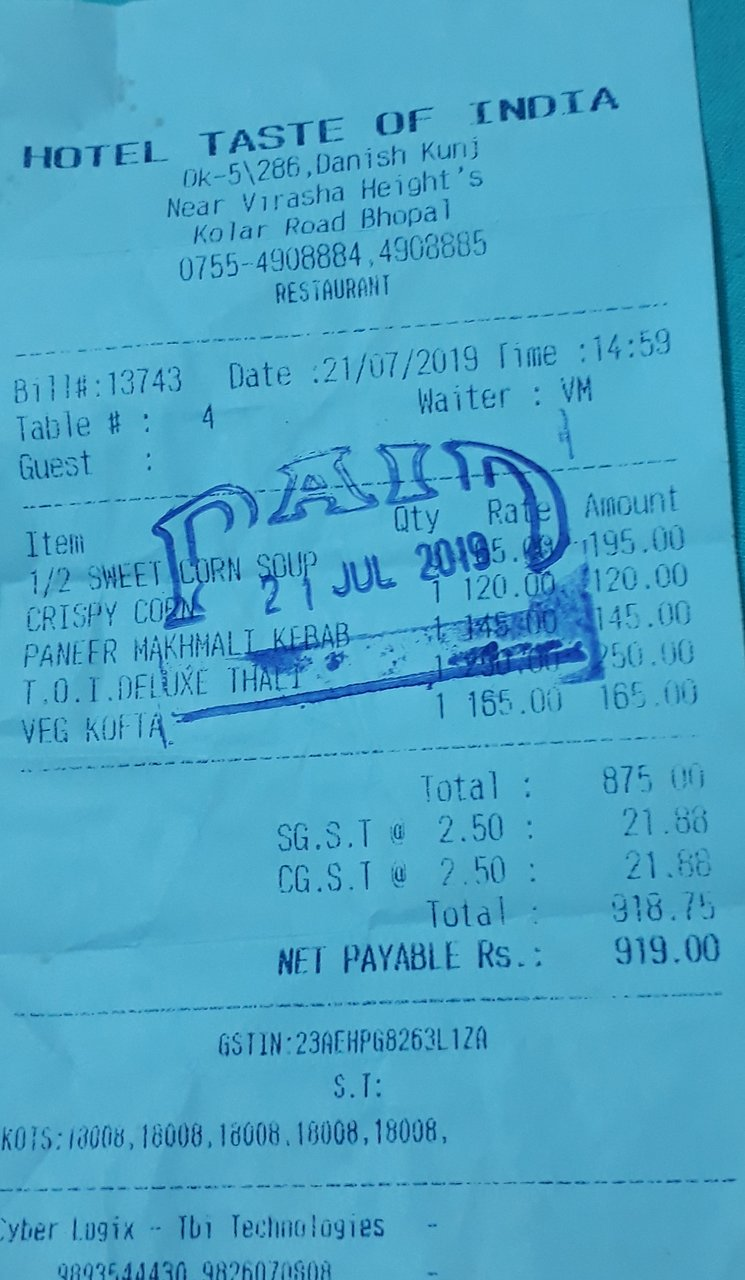 HOTEL TASTE OF INDIA
Dk-5\286,Danish Kunj
Near Virasha Height's
Kolar Road Bhopal
0755-4908884,4908885
RESTAURANT
Bill#:13743 Date :21/07/2019 Time :14:59
Table # : 4 Waiter : VM
Guest :
PAID
Item Qty Rate Amount
1/2 SWEET CORN SOUP 195.00
21 JUL 2019
CRISPY CORN 1 120.00 120.00
PANEER MAKHMALI KEBAB 1 145.00 145.00
T.O.I.DELUXE THALI 1 250.00 250.00
VEG KOFTA 1 165.00 165.00
Total : 875 00
SG.S.T @ 2.50 : 21.88
CG.S.T @ 2.50 : 21.88
Total : 918.75
NET PAYABLE Rs.: 919.00
GSTIN:23AEHPG8263L1ZA
S.T:
KOTS:18008,18008,18008,18008,18008,
Cyber Logix - Tbi Technologies -
9893544430 9826070808 -